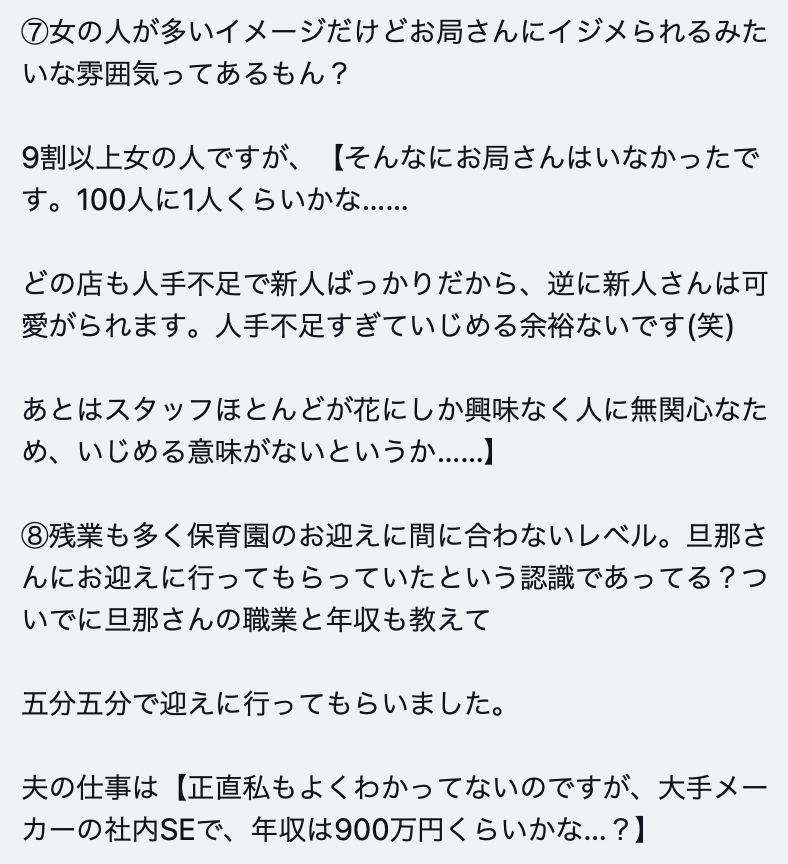 ⑦女の人が多いイメージだけどお局さんにイジメられるみた
いな雰囲気ってあるもん？
9割以上女の人ですが、【そんなにお局さんはいなかったで
す。100人に1人くらいかな……
どの店も人手不足で新人ばっかりだから、逆に新人さんは可
愛がられます。人手不足すぎていじめる余裕ないです(笑)
あとはスタッフほとんどが花にしか興味なく人に無関心なた
め、いじめる意味がないというか……】
⑧残業も多く保育園のお迎えに間に合わないレベル。旦那さ
んにお迎えに行ってもらっていたという認識であってる？つ
いでに旦那さんの職業と年収も教えて
五分五分で迎えに行ってもらいました。
夫の仕事は【正直私もよくわかってないのですが、大手メー
カーの社内SEで、年収は900万円くらいかな…？】